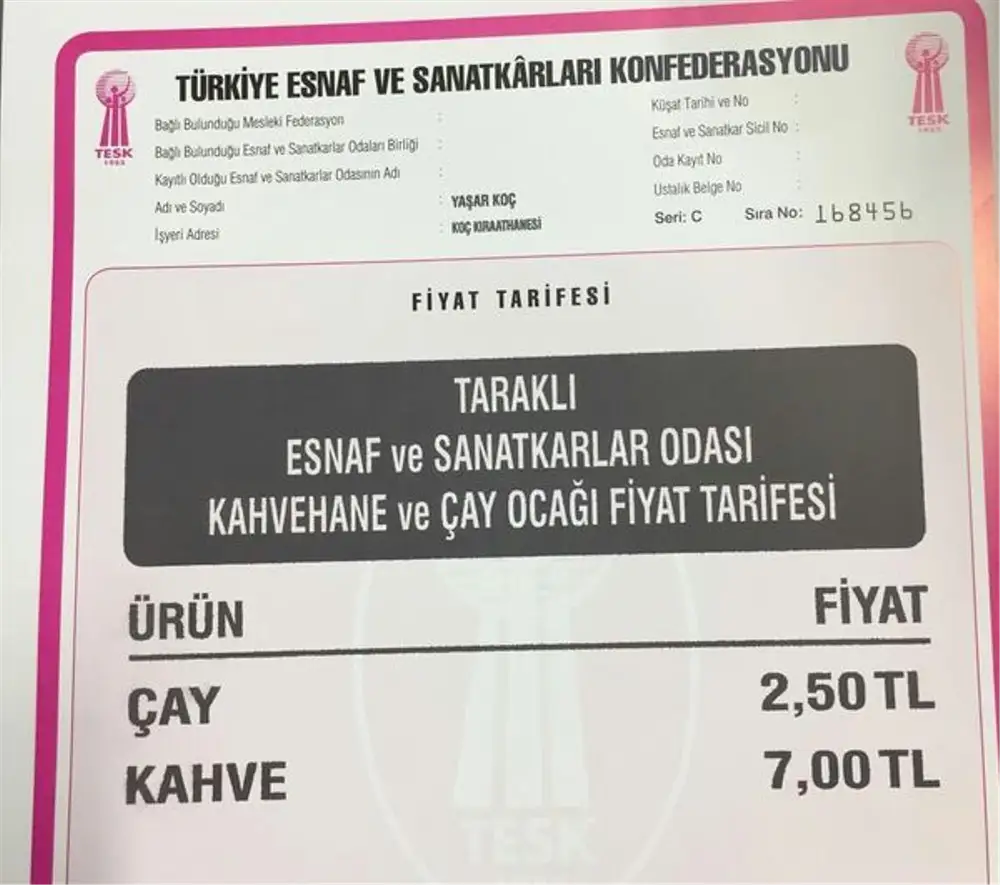 TÜRKİYE ESNAF VE SANATKÂRLARI KONFEDERASYONU
TESK
1963
TESK
1963
Bağlı Bulunduğu Mesleki Federasyon :
Bağlı Bulunduğu Esnaf ve Sanatkarlar Odaları Birliği :
Kayıtlı Olduğu Esnaf ve Sanatkarlar Odasının Adı :
Adı ve Soyadı : YAŞAR KOÇ
İşyeri Adresi : KOÇ KIRAATHANESİ
Küşat Tarihi ve No :
Esnaf ve Sanatkar Sicil No :
Oda Kayıt No :
Ustalık Belge No :
Seri: C Sıra No: 168456
FİYAT TARİFESİ
TARAKLI
ESNAF ve SANATKARLAR ODASI
KAHVEHANE ve ÇAY OCAĞI FİYAT TARİFESİ
ÜRÜN FİYAT
ÇAY 2,50 TL
KAHVE 7,00 TL
TESK